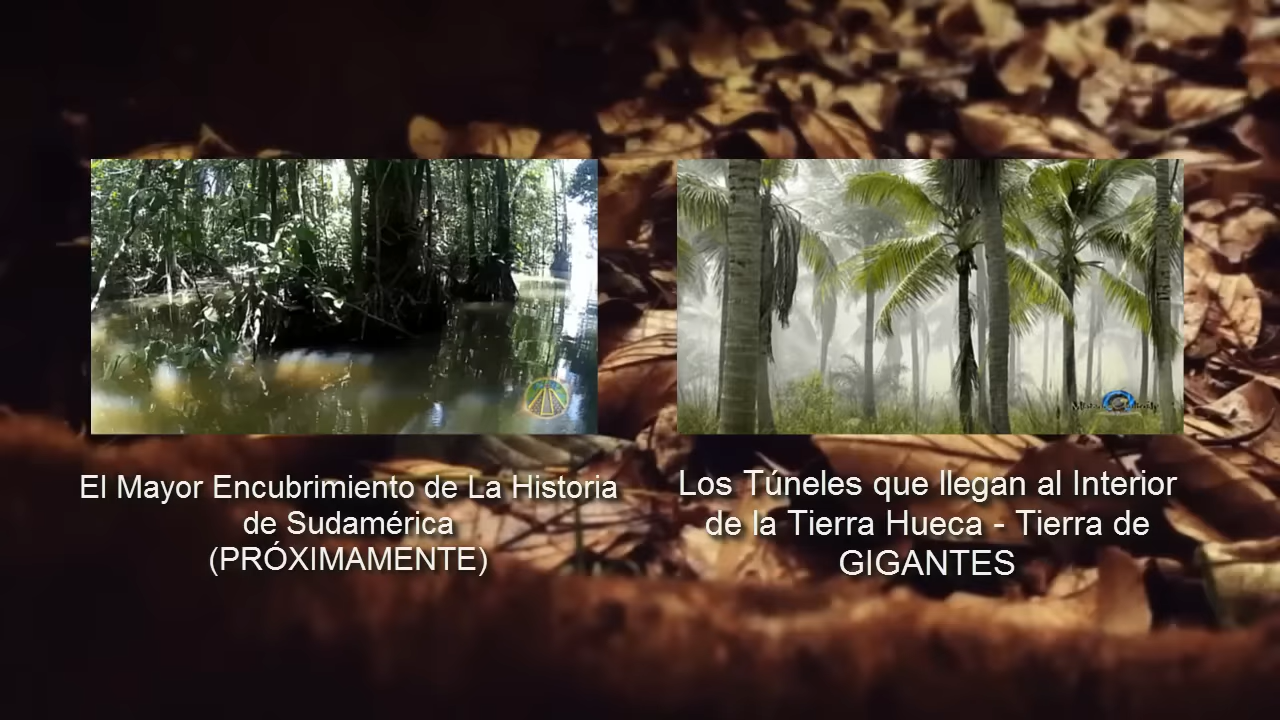 El Mayor Encubrimiento de La Historia
de Sudamérica
(PRÓXIMAMENTE)
Los Túneles que llegan al Interior
de la Tierra Hueca - Tierra de
GIGANTES